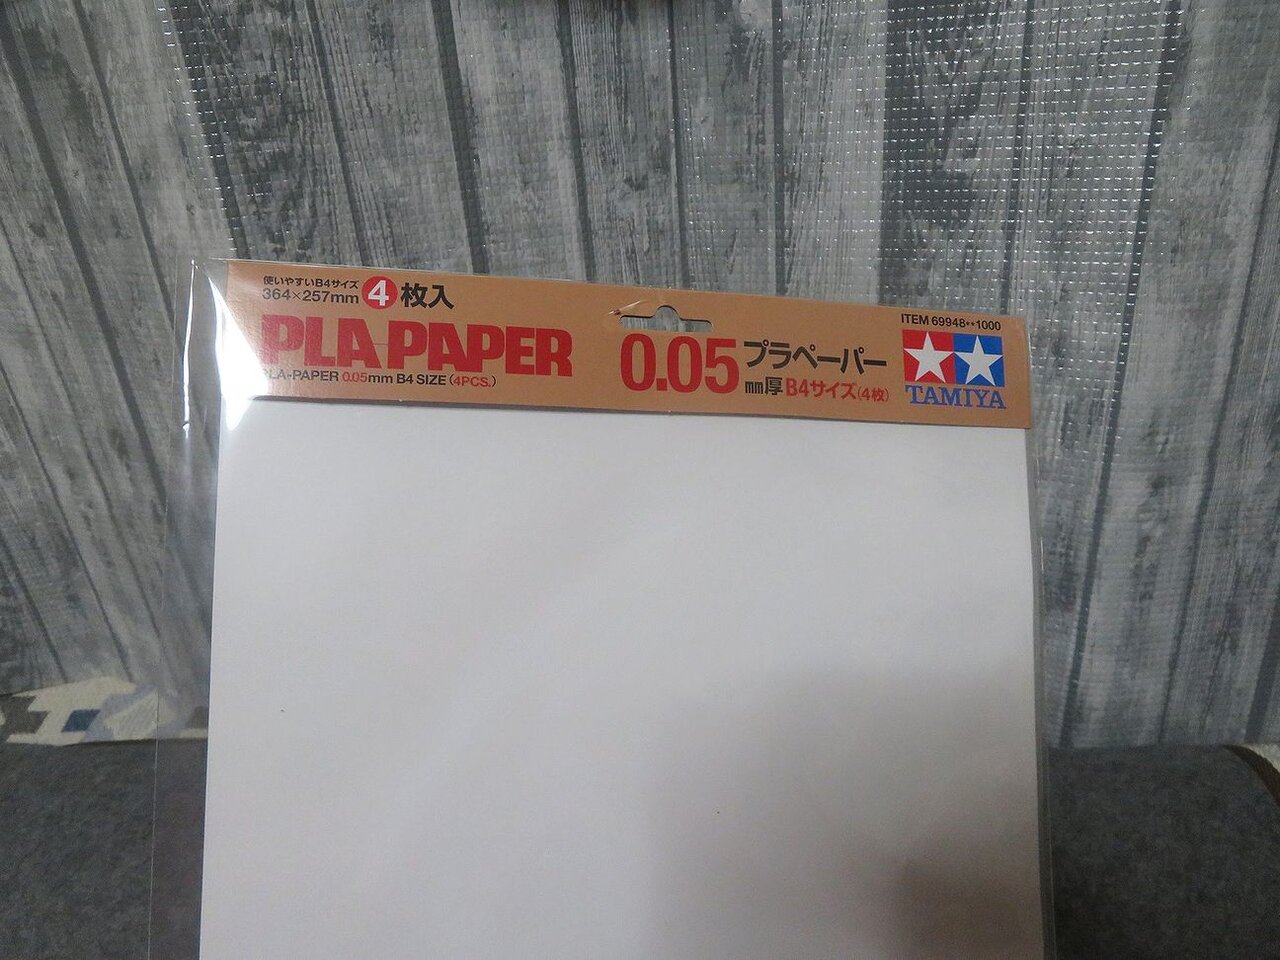 使いやすいB4サイズ
364×257mm 4枚入
PLA PAPER
PLA-PAPER 0.05mm B4 SIZE (4PCS.)
0.05 プラペーパー
mm厚 B4サイズ(4枚)
ITEM 69948**1000
TAMIYA